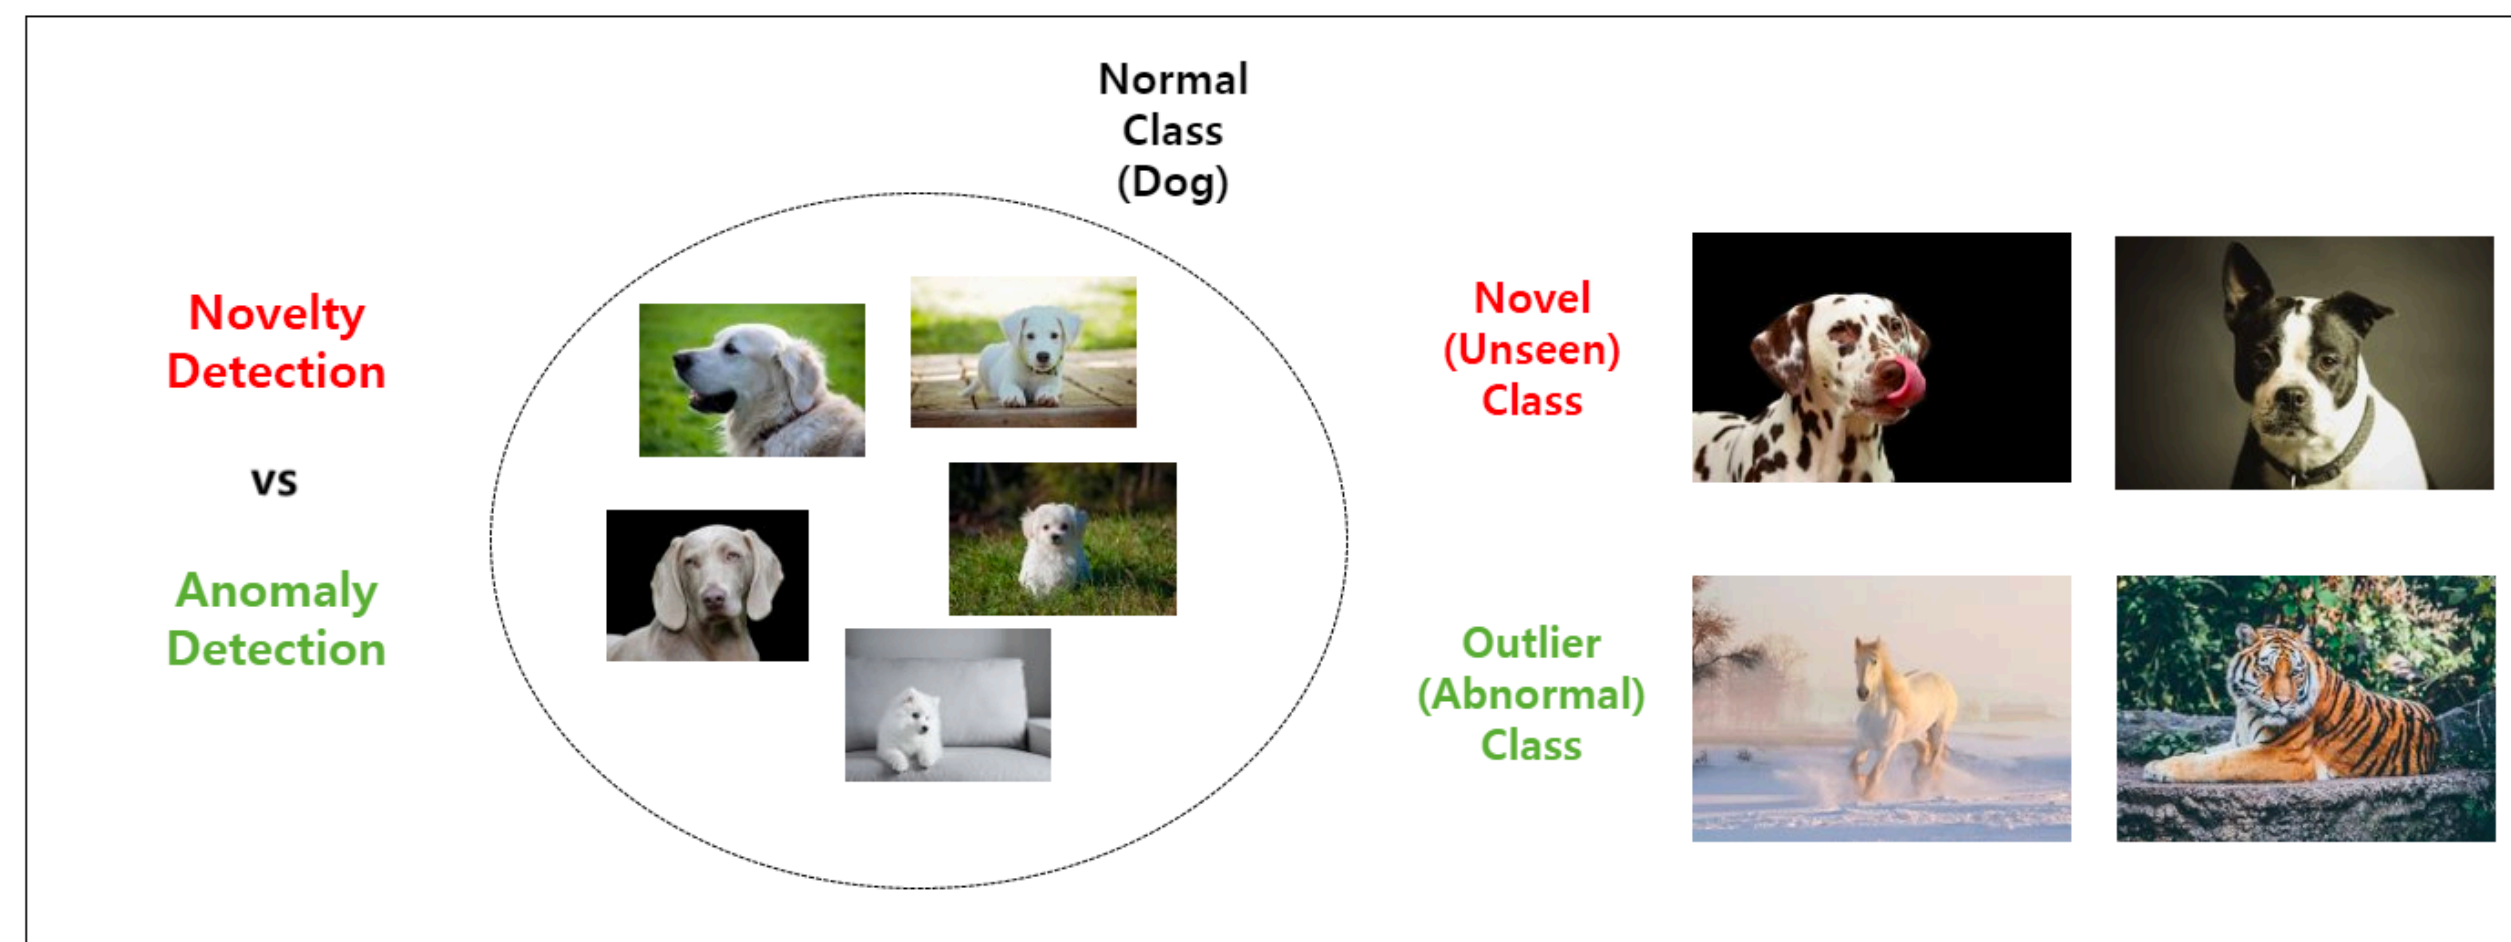 Normal
Class
(Dog)
Novelty
Detection
vs
Anomaly
Detection
Novel
(Unseen)
Class
Outlier
(Abnormal)
Class